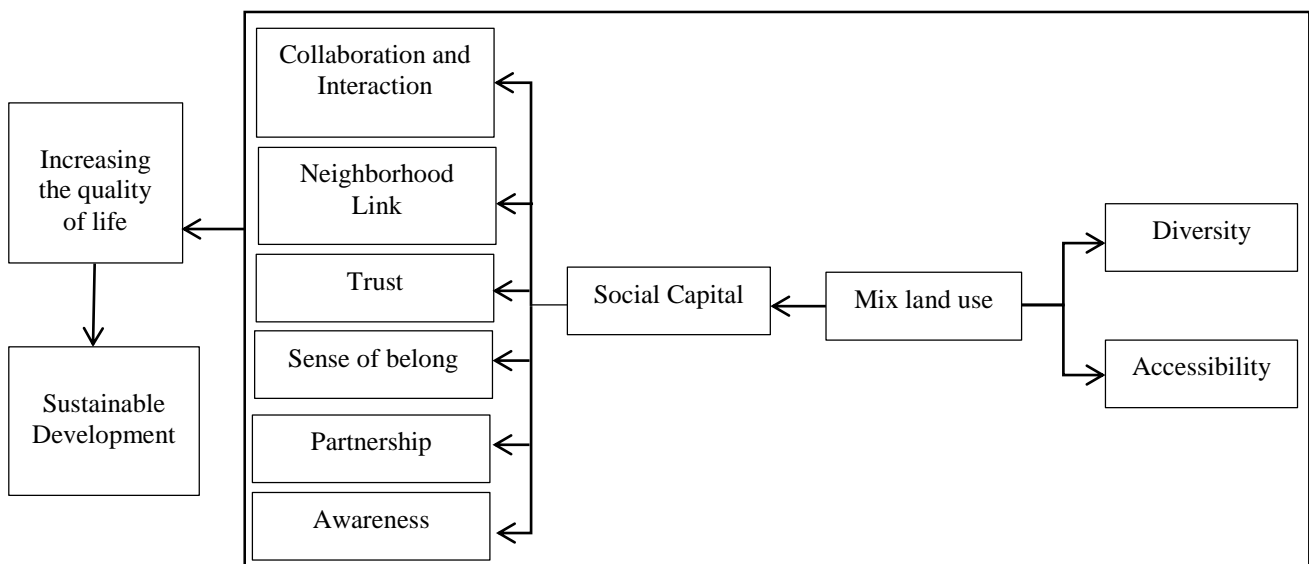 Collaboration and
Interaction
Increasing
the quality
of life
Neighborhood
Link
Diversity
Trust
Social Capital
Mix land use
Sense of belong
Accessibility
Sustainable
Development
Partnership
Awareness